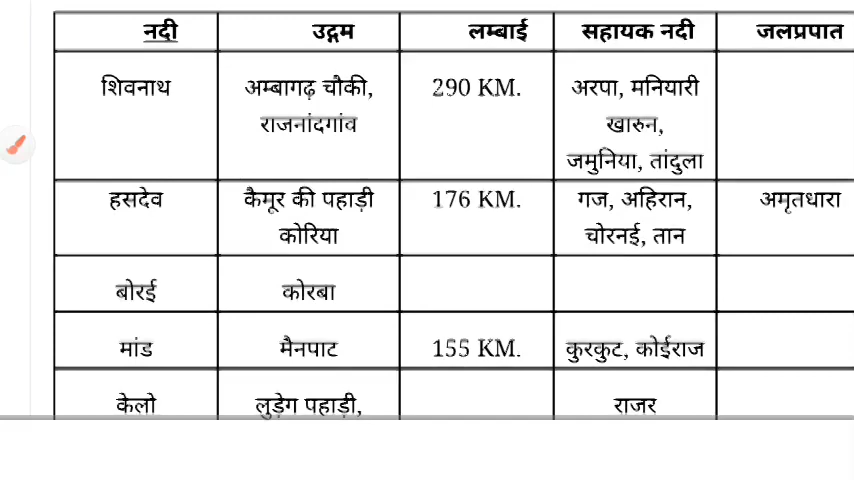 नदी उद्गम लम्बाई सहायक नदी जलप्रपात
शिवनाथ अम्बागढ़ चौकी, 290 KM. अरपा, मनियारी
राजनांदगांव खारुन,
जमुनिया, तांदुला
हसदेव कैमूर की पहाड़ी 176 KM. गज, अहिरान, अमृतधारा
कोरिया चोरनई, तान
बोरई कोरबा
मांड मैनपाट 155 KM. कुरकुट, कोईराज
केलो लुड़ेग पहाड़ी, राजर